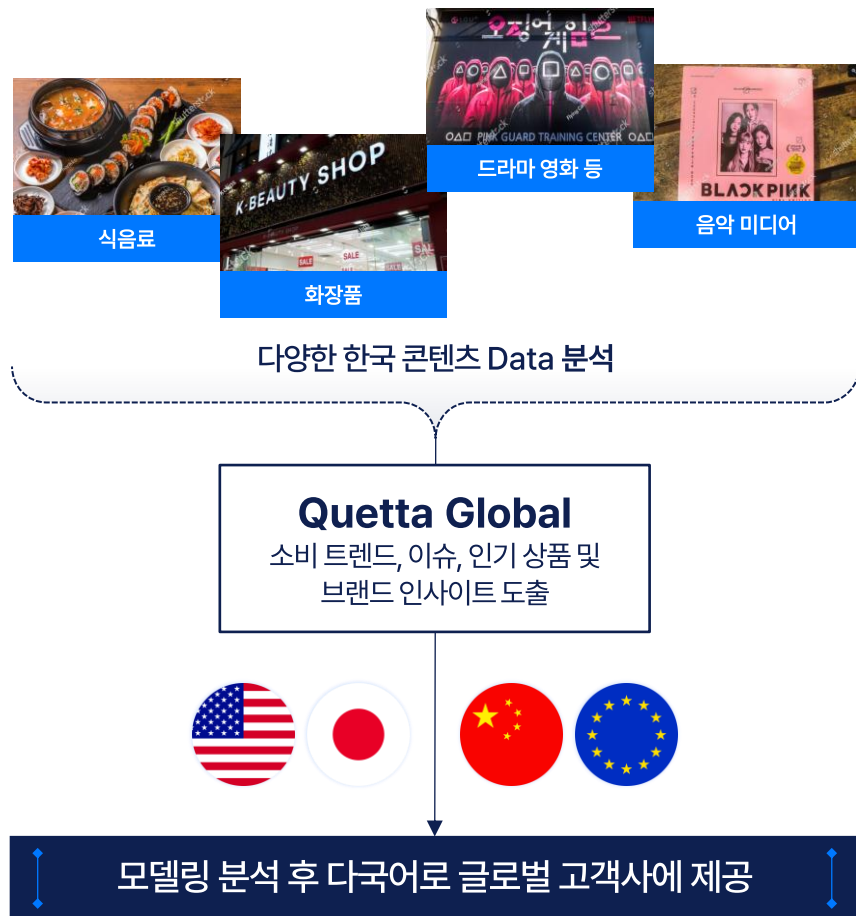 오징어
게임
O△□ PINK GUARD TRAINING CENTER O△□
드라마 영화 등
K-BEAUTY SHOP
SALE
SALE
SALE
SAL
BLACKPINK
식음료
화장품
음악 미디어
다양한 한국 콘텐츠 Data 분석
Quetta Global
소비 트렌드, 이슈, 인기 상품 및
브랜드 인사이트 도출
모델링 분석 후 다국어로 글로벌 고객사에 제공